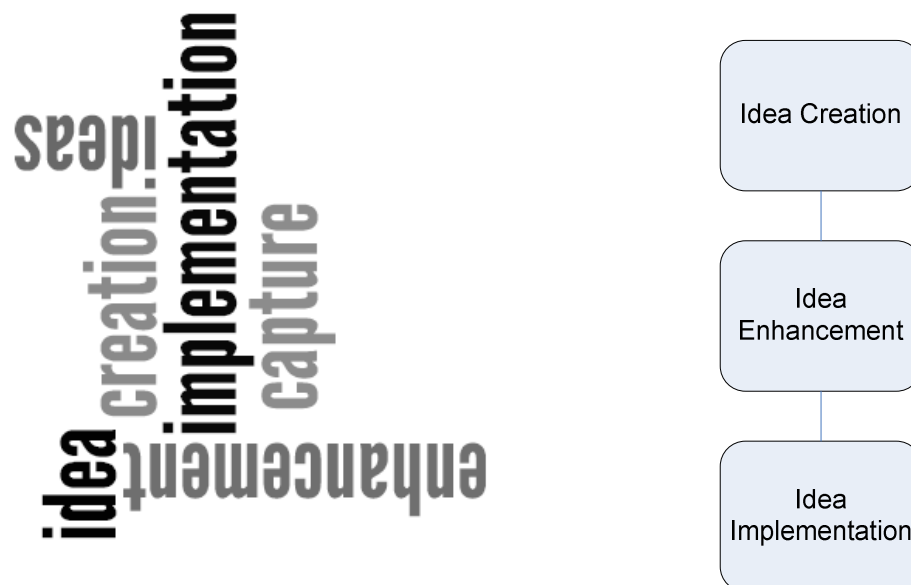 ideas
creation.
implementation
capture
idea
enhancement
Idea Creation
Idea
Enhancement
Idea
Implementation